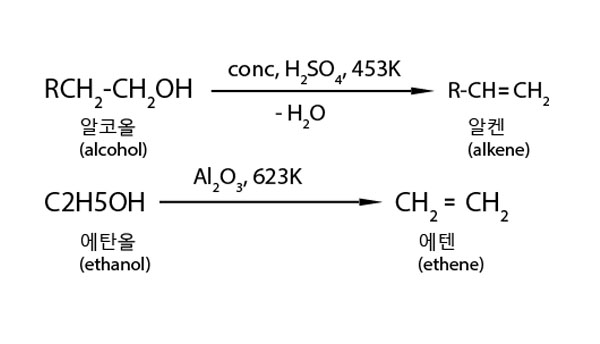 conc, H₂SO₄, 453K
RCH₂-CH₂OH R-CH=CH₂
- H₂O
알코올 알켄
(alcohol) (alkene)
Al₂O₃, 623K
C2H5OH CH₂ = CH₂
에탄올 에텐
(ethanol) (ethene)